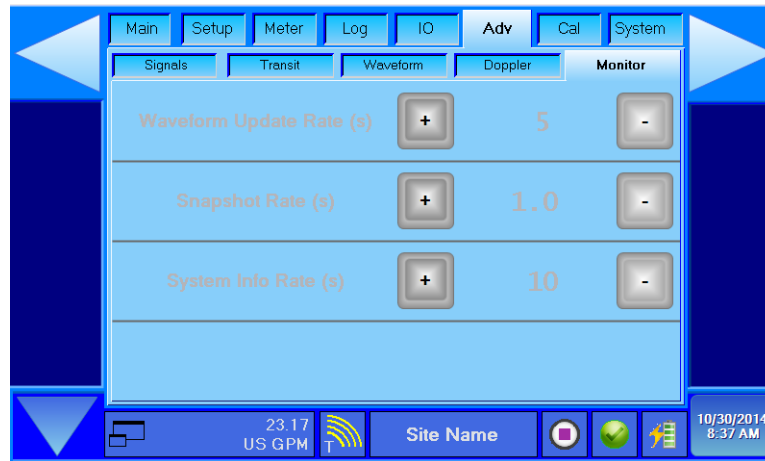 Main Setup Meter Log IO Adv Cal System
Signals Transit Waveform Doppler Monitor
Waveform Update Rate (s) + 5 -
Snapshot Rate (s) + 1.0 -
System Info Rate (s) + 10 -
23.17
US GPM
T
Site Name
10/30/2014
8:37 AM